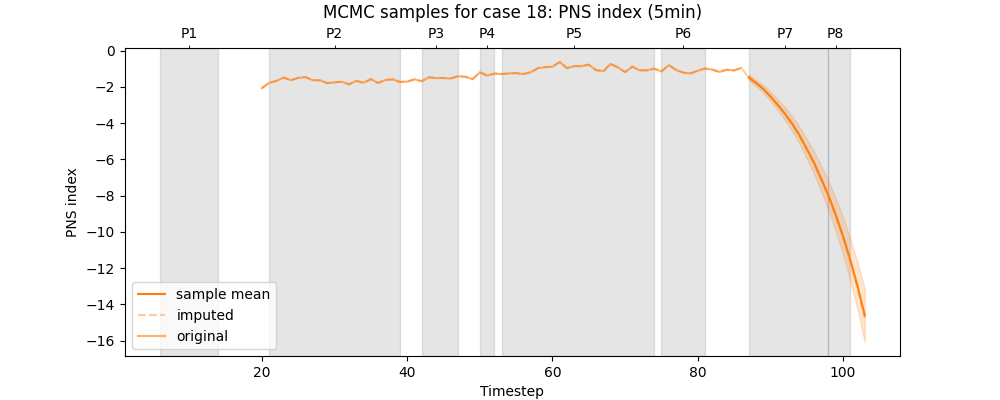 MCMC samples for case 18: PNS index (5min)
P1 P2 P3 P4 P5 P6 P7 P8
0
−2
−4
−6
−8
−10
−12
−14
−16
PNS index
sample mean
imputed
original
20 40 60 80 100
Timestep